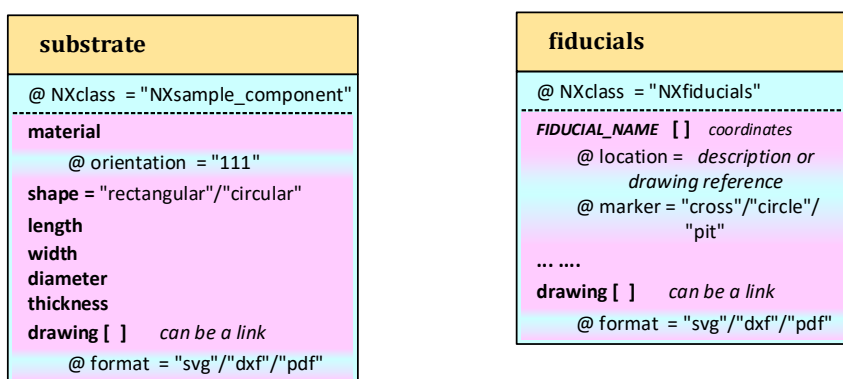 substrate
@ NXclass = "NXsample_component"
material
@ orientation = "111"
shape = "rectangular"/"circular"
length
width
diameter
thickness
drawing [ ] can be a link
@ format = "svg"/"dxf"/"pdf"
fiducials
@ NXclass = "NXfiducials"
FIDUCIAL_NAME [ ] coordinates
@ location = description or
drawing reference
@ marker = "cross"/"circle"/
"pit"
... ....
drawing [ ] can be a link
@ format = "svg"/"dxf"/"pdf"